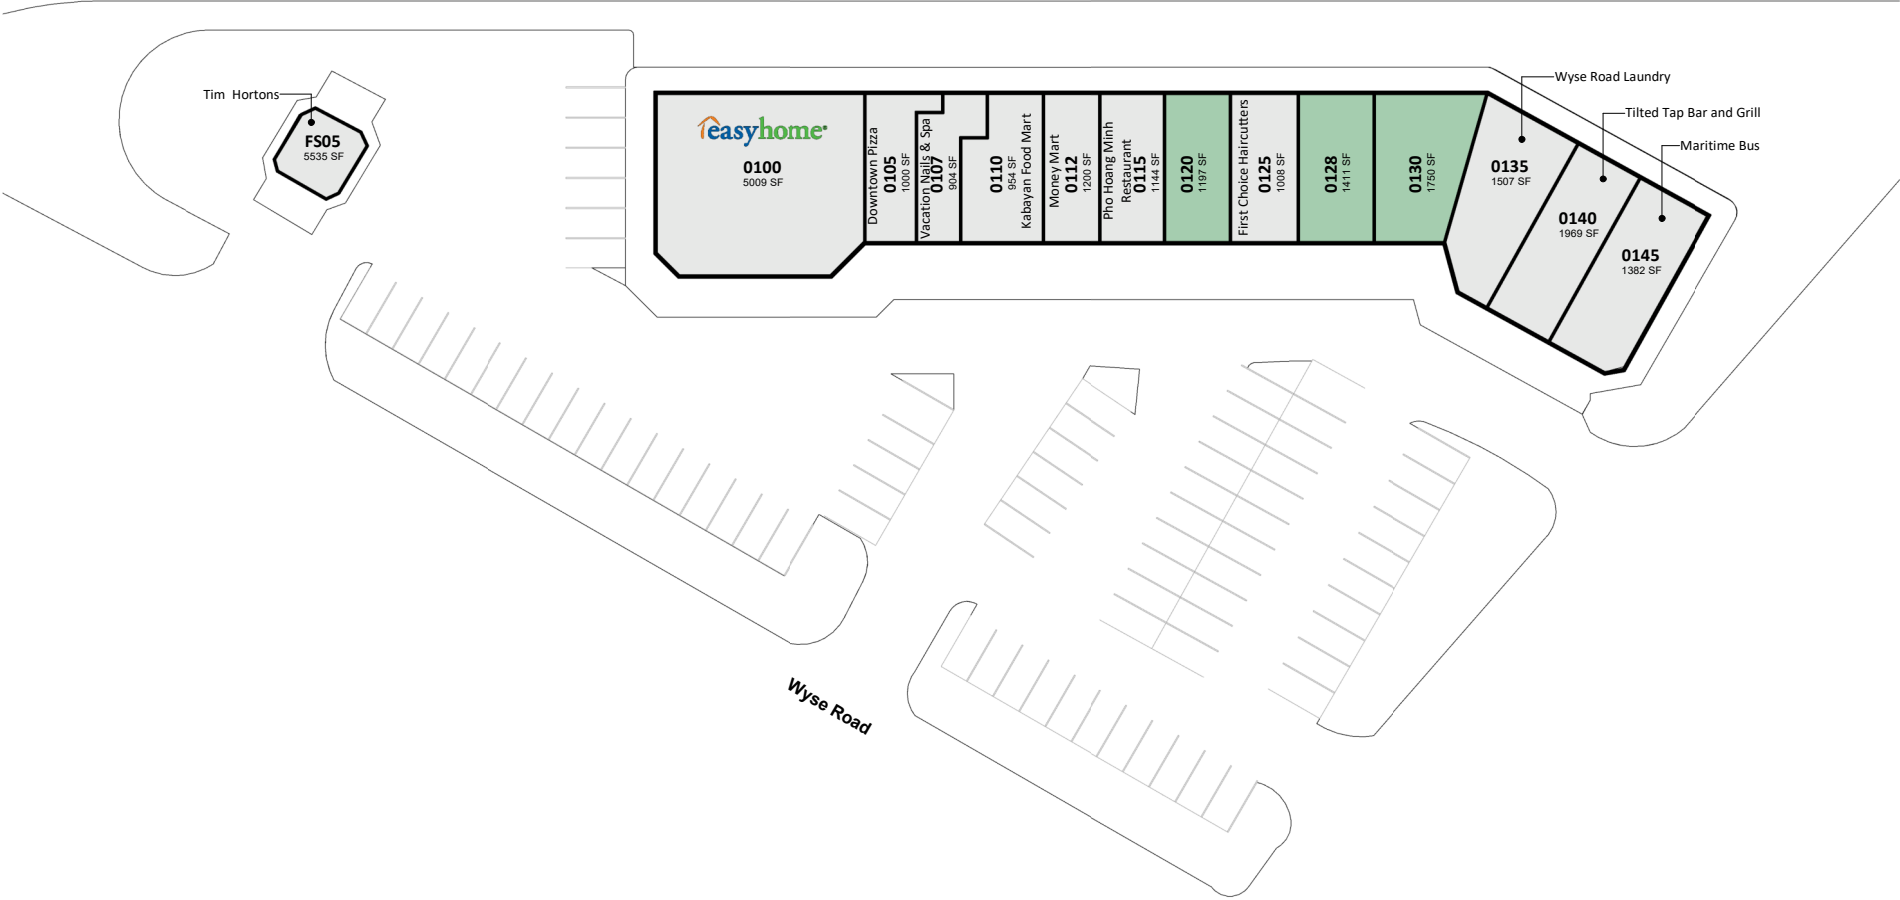 Tim Hortons
FS05
5535 SF
easyhome
0100
5009 SF
Downtown Pizza
0105
1000 SF
Vacation Nails & Spa
0107
904 SF
0110
954 SF
Kabayan Food Mart
Money Mart
0112
1200 SF
Pho Hoang Minh
Restaurant
0115
1144 SF
0120
1197 SF
First Choice Haircutters
0125
1008 SF
0128
1411 SF
0130
1750 SF
Wyse Road Laundry
0135
1507 SF
Tilted Tap Bar and Grill
0140
1969 SF
Maritime Bus
0145
1382 SF
Wyse Road